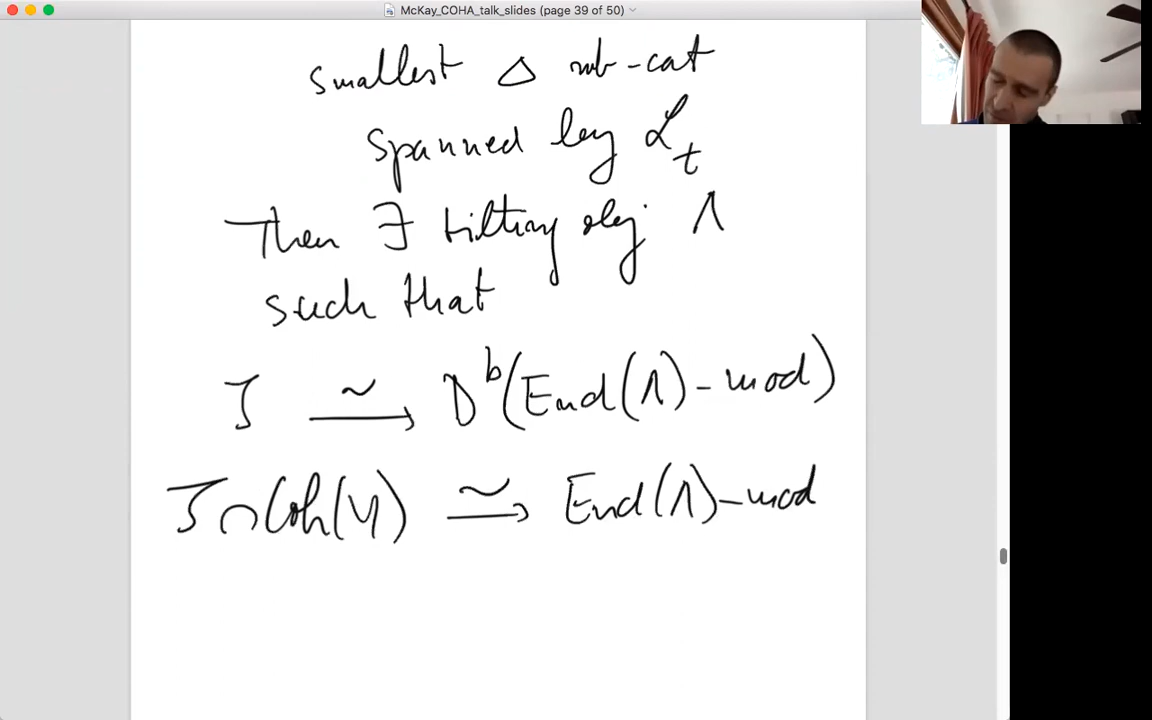 McKay_COHA_talk_slides (page 39 of 50)
smallest △ sub-cat
spanned by ℒ_t
Then ∃ tilting obj. Λ
such that
𝒯 ⥲ D^b(End(Λ)-mod)
𝒯 ∩ Coh(Y) ⥲ End(Λ)-mod